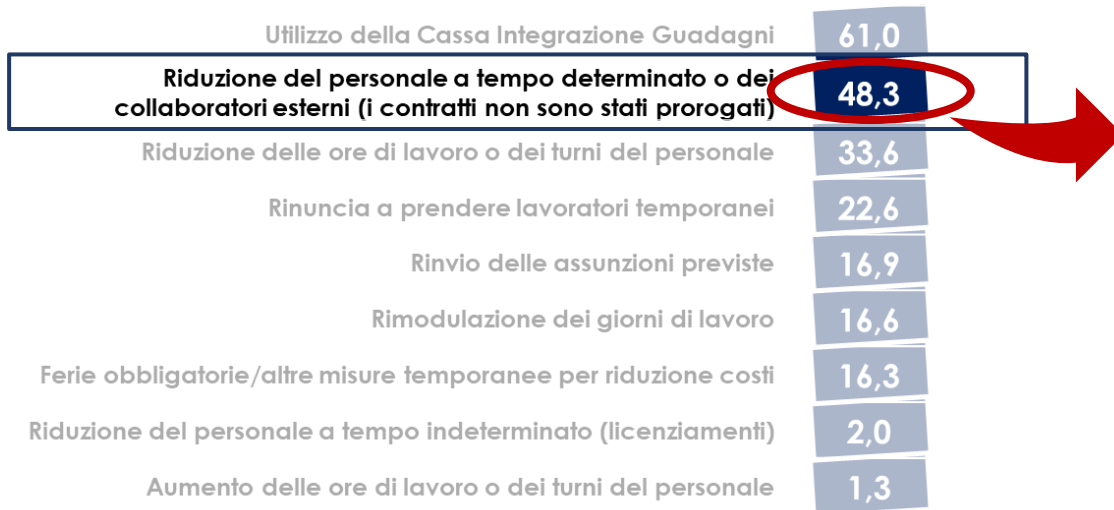 Utilizzo della Cassa Integrazione Guadagni 61,0
Riduzione del personale a tempo determinato o dei
collaboratori esterni (i contratti non sono stati prorogati) 48,3
Riduzione delle ore di lavoro o dei turni del personale 33,6
Rinuncia a prendere lavoratori temporanei 22,6
Rinvio delle assunzioni previste 16,9
Rimodulazione dei giorni di lavoro 16,6
Ferie obbligatorie/altre misure temporanee per riduzione costi 16,3
Riduzione del personale a tempo indeterminato (licenziamenti) 2,0
Aumento delle ore di lavoro o dei turni del personale 1,3